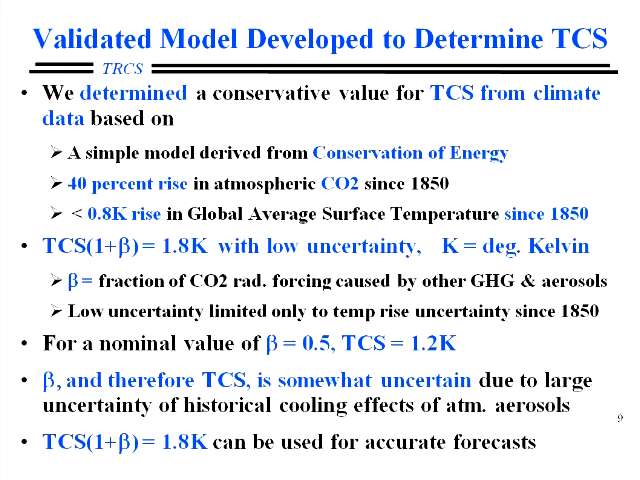 Validated Model Developed to Determine TCS
TRCS
• We determined a conservative value for TCS from climate
data based on
➢ A simple model derived from Conservation of Energy
➢ 40 percent rise in atmospheric CO2 since 1850
➢ < 0.8K rise in Global Average Surface Temperature since 1850
• TCS(1+β) = 1.8K with low uncertainty, K = deg. Kelvin
➢ β = fraction of CO2 rad. forcing caused by other GHG & aerosols
➢ Low uncertainty limited only to temp rise uncertainty since 1850
• For a nominal value of β = 0.5, TCS = 1.2K
• β, and therefore TCS, is somewhat uncertain due to large
uncertainty of historical cooling effects of atm. aerosols
9
• TCS(1+β) = 1.8K can be used for accurate forecasts